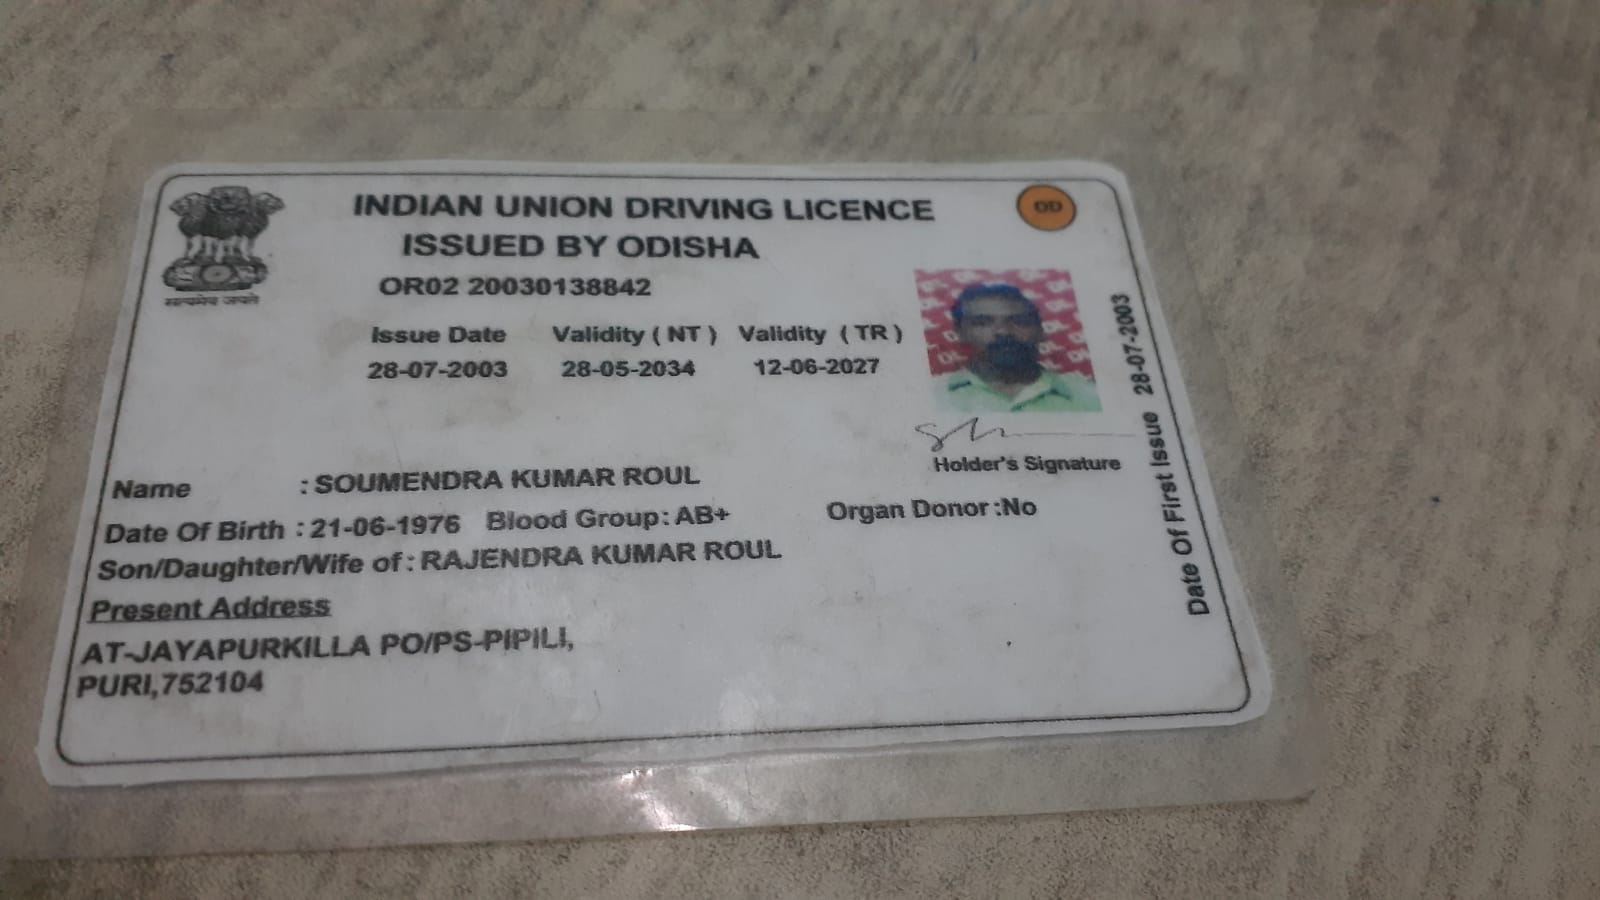 INDIAN UNION DRIVING LICENCE
OD
ISSUED BY ODISHA
OR02 20030138842
Issue Date Validity ( NT ) Validity ( TR )
28-07-2003 28-05-2034 12-06-2027
सत्यमेव जयते
Holder's Signature
Date Of First Issue 28-07-2003
Name : SOUMENDRA KUMAR ROUL
Date Of Birth : 21-06-1976 Blood Group: AB+ Organ Donor :No
Son/Daughter/Wife of : RAJENDRA KUMAR ROUL
Present Address
AT-JAYAPURKILLA PO/PS-PIPILI,
PURI,752104